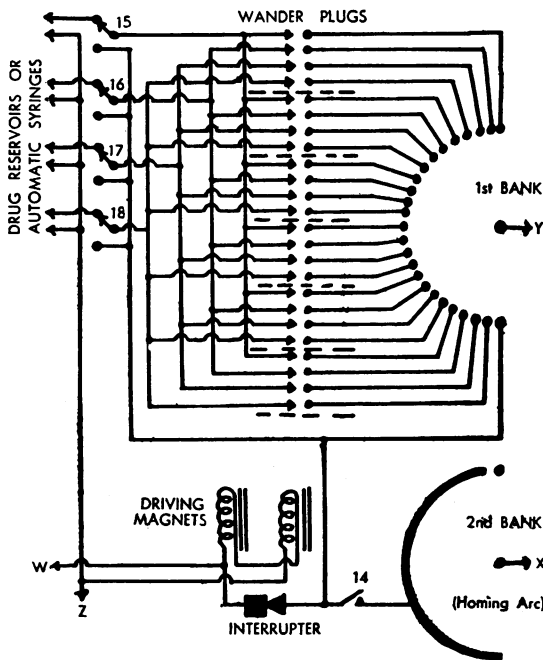 WANDER PLUGS
15
16
17
18
DRUG RESERVOIRS OR
AUTOMATIC SYRINGES
1st BANK
Y
DRIVING
MAGNETS
2nd BANK
W
X
14
(Homing Arc)
Z
INTERRUPTER